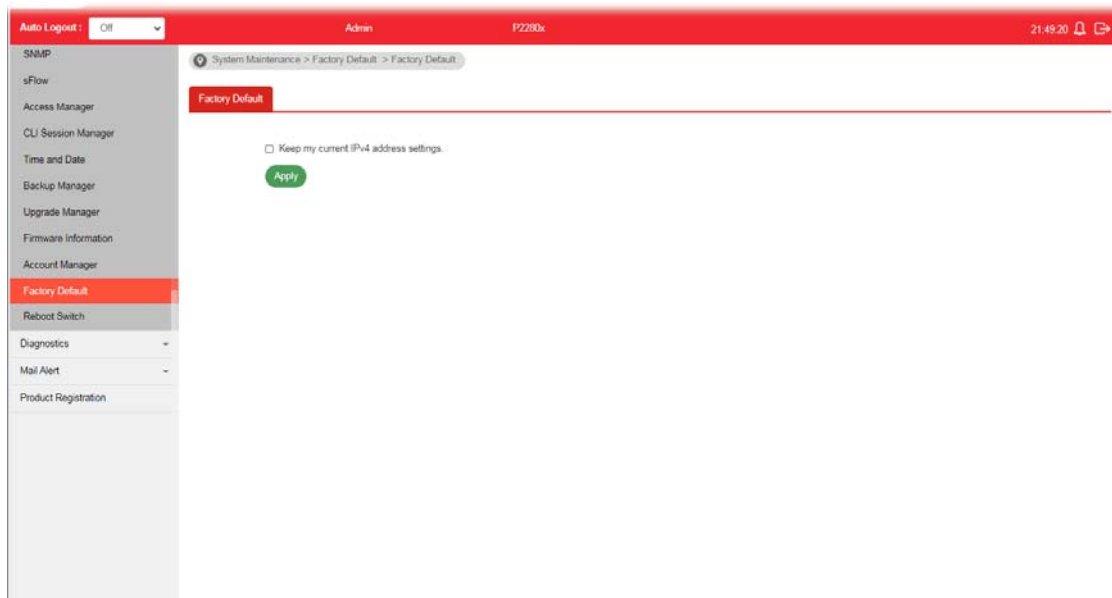 Auto Logout : Off Admin P2280x 21:49:20
SNMP
sFlow
Access Manager
CLI Session Manager
Time and Date
Backup Manager
Upgrade Manager
Firmware Information
Account Manager
Factory Default
Reboot Switch
Diagnostics
Mail Alert
Product Registration
System Maintenance > Factory Default > Factory Default
Factory Default
Keep my current IPv4 address settings.
Apply